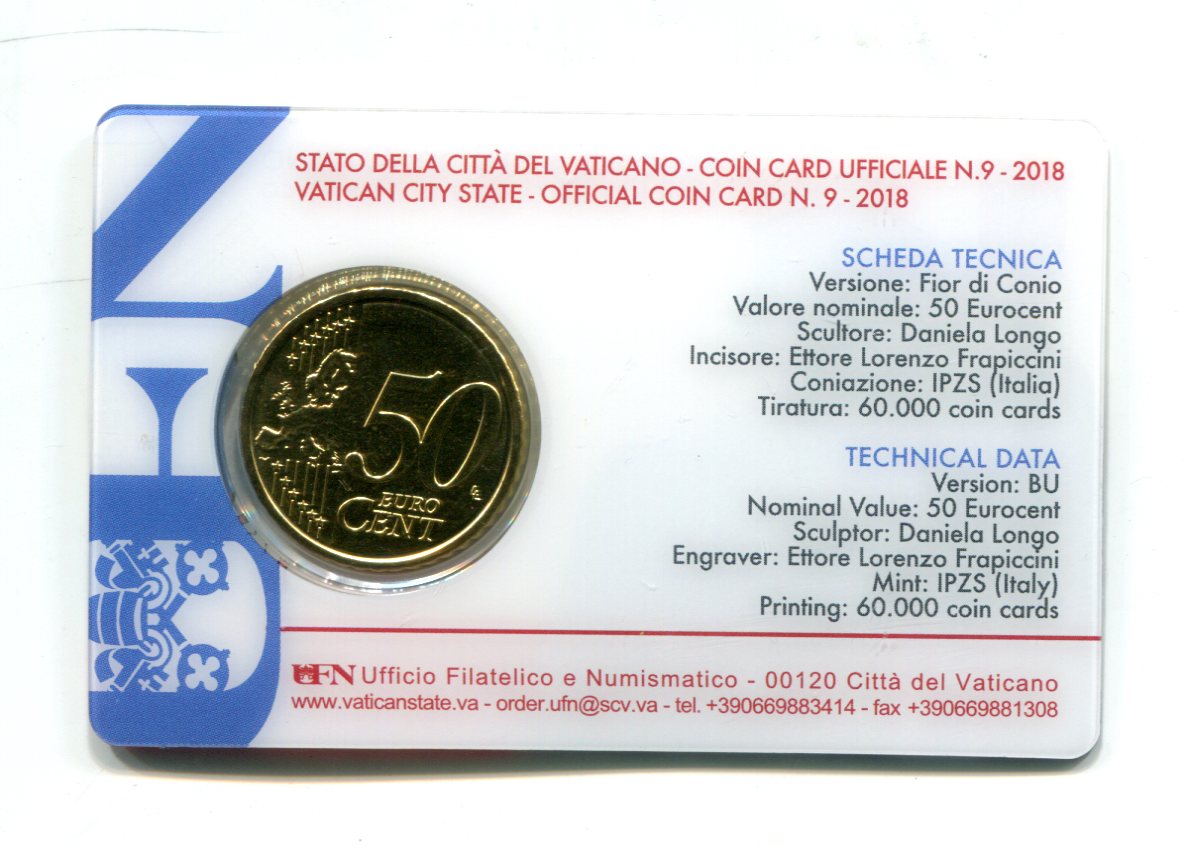 STATO DELLA CITTÀ DEL VATICANO - COIN CARD UFFICIALE N.9 - 2018
VATICAN CITY STATE - OFFICIAL COIN CARD N. 9 - 2018
SCHEDA TECNICA
Versione: Fior di Conio
Valore nominale: 50 Eurocent
Scultore: Daniela Longo
Incisore: Ettore Lorenzo Frapiccini
Coniazione: IPZS (Italia)
Tiratura: 60.000 coin cards
TECHNICAL DATA
Version: BU
Nominal Value: 50 Eurocent
Sculptor: Daniela Longo
Engraver: Ettore Lorenzo Frapiccini
Mint: IPZS (Italy)
Printing: 60.000 coin cards
50
EURO
CENT
UFN Ufficio Filatelico e Numismatico - 00120 Città del Vaticano
www.vaticanstate.va - order.ufn@scv.va - tel. +390669883414 - fax +390669881308